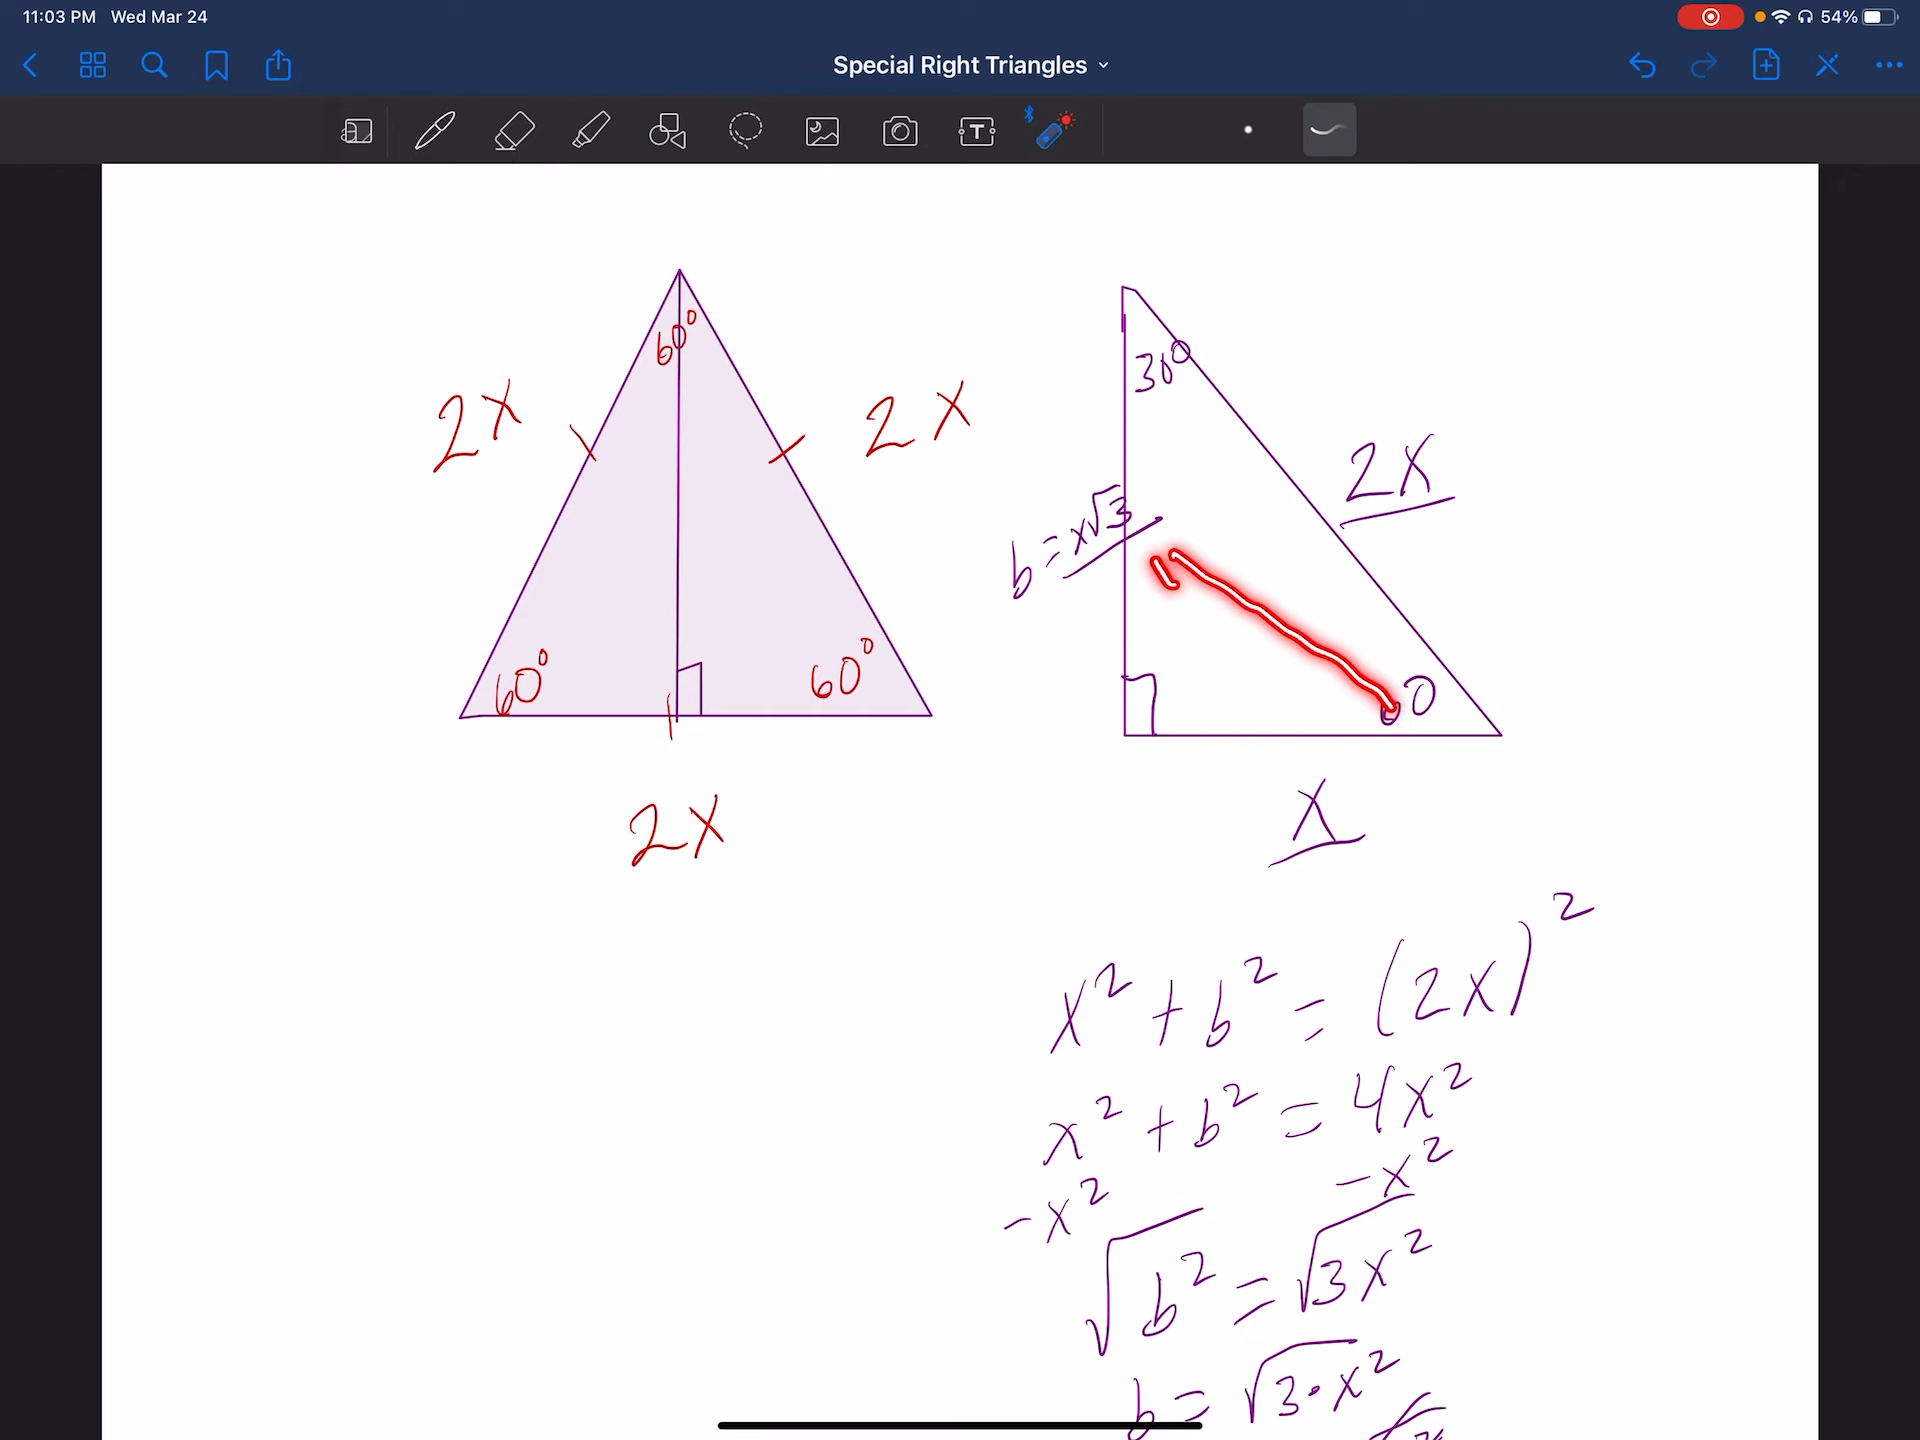 11:03 PM Wed Mar 24
54%
Special Right Triangles
T
60°
30°
2x
2x
2x
b=x√3
60°
60°
0
2x
x
x² + b² = (2x)²
x² + b² = 4x²
-x² -x²
√b² = √3x²
b = √3·x²